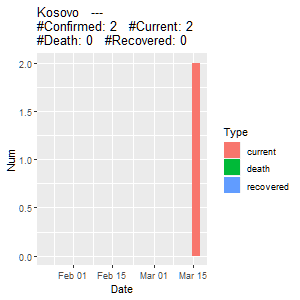 Kosovo   ---
#Confirmed: 2   #Current: 2
#Death: 0   #Recovered: 0
2.0
1.5
1.0
0.5
0.0
Num
Feb 01   Feb 15   Mar 01   Mar 15
Date
Type
current
death
recovered